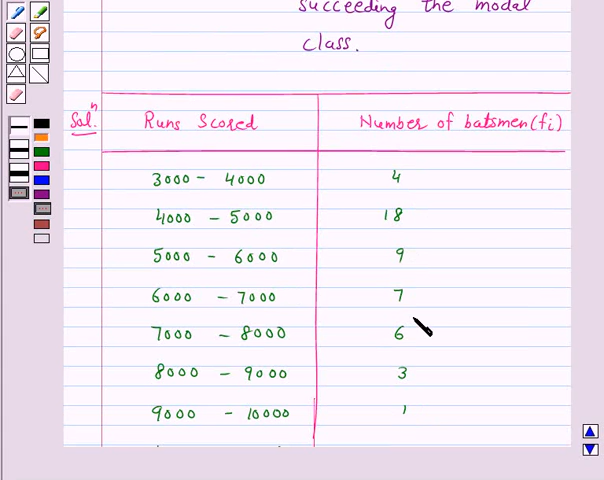 succeeding the modal
class.
Solⁿ Runs Scored Number of batsmen (fi)
3000 - 4000 4
4000 - 5000 18
5000 - 6000 9
6000 - 7000 7
7000 - 8000 6
8000 - 9000 3
9000 - 10000 1